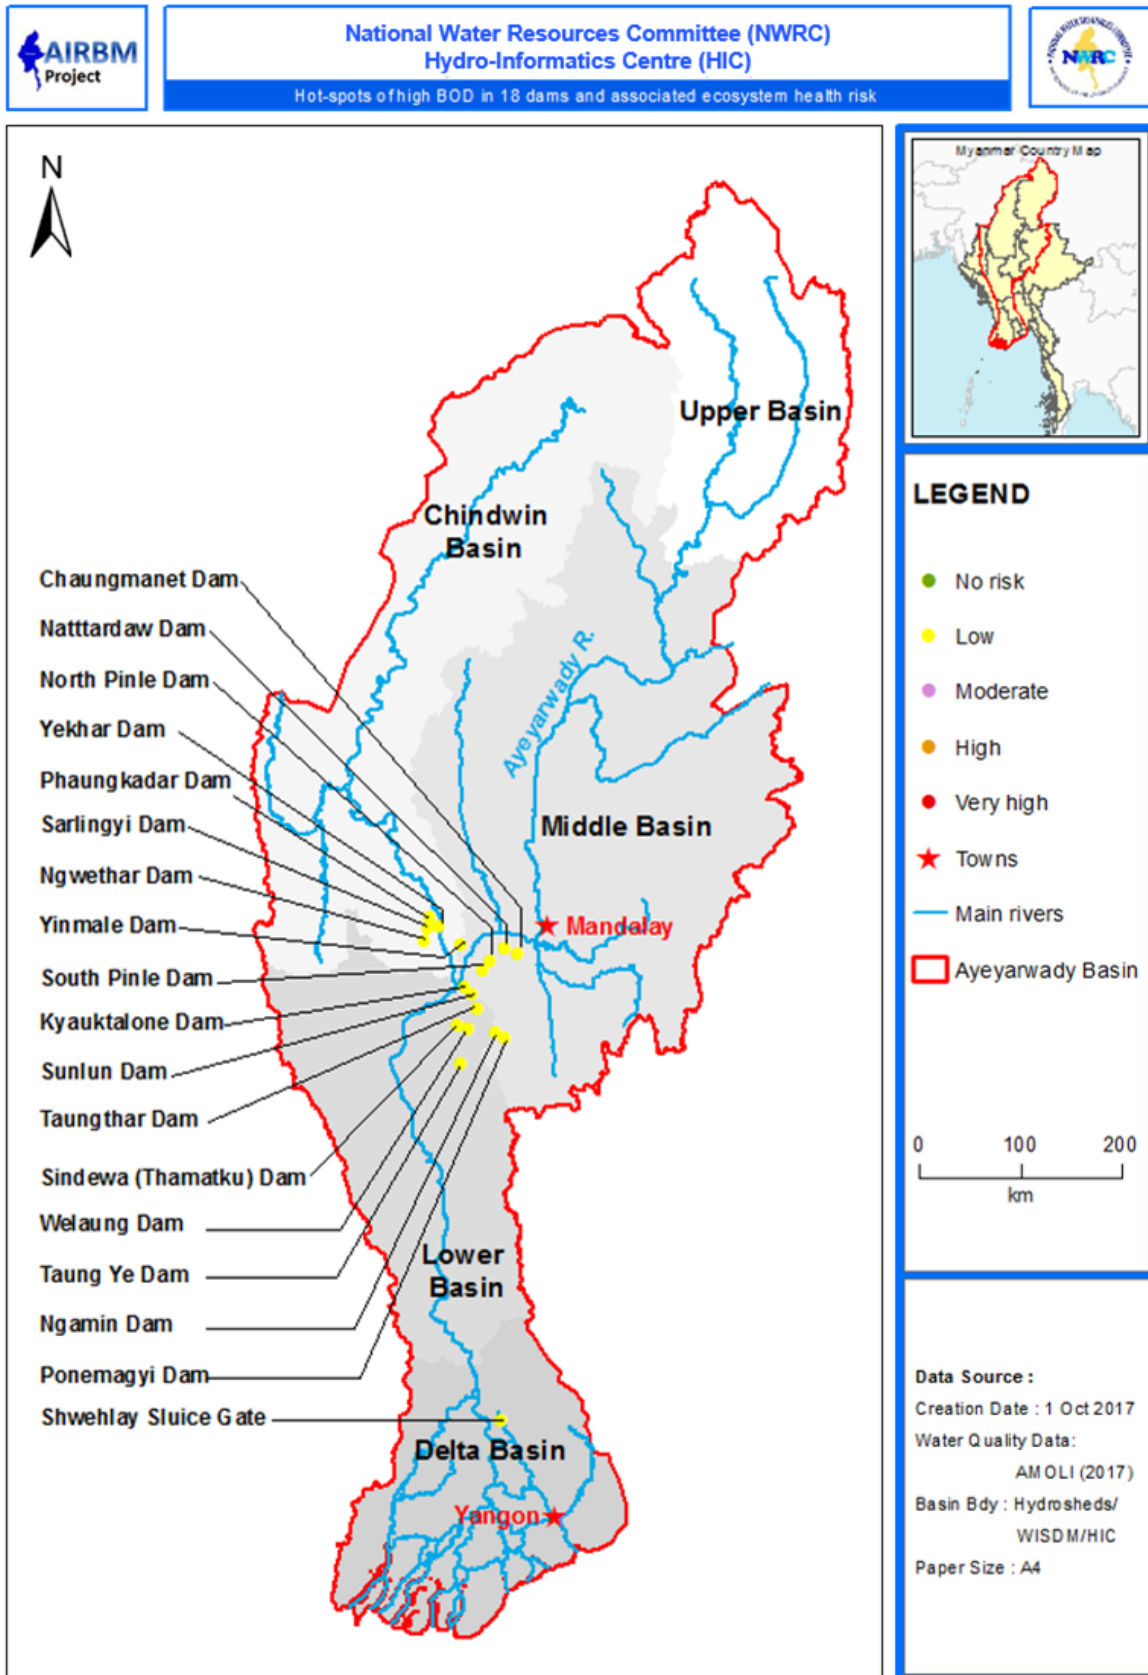 AIRBM
Project
National Water Resources Committee (NWRC)
Hydro-Informatics Centre (HIC)
Hot-spots of high BOD in 18 dams and associated ecosystem health risk
NWRC
N
Upper Basin
Chindwin
Basin
Chaungmanet Dam
Natttardaw Dam
North Pinle Dam
Yekhar Dam
Phaungkadar Dam
Sarlingyi Dam
Ngwethar Dam
Yinmale Dam
South Pinle Dam
Kyauktalone Dam
Sunlun Dam
Taungthar Dam
Sindewa (Thamatku) Dam
Welaung Dam
Taung Ye Dam
Ngamin Dam
Ponemagyi Dam
Shwehlay Sluice Gate
Ayeyarwady R.
Middle Basin
Mandalay
Lower
Basin
Delta Basin
Yangon
Myanmar Country Map
LEGEND
No risk
Low
Moderate
High
Very high
Towns
Main rivers
Ayeyarwady Basin
0 100 200
km
Data Source :
Creation Date : 1 Oct 2017
Water Quality Data:
AMOLI (2017)
Basin Bdy : Hydrosheds/
WISDM/HIC
Paper Size : A4